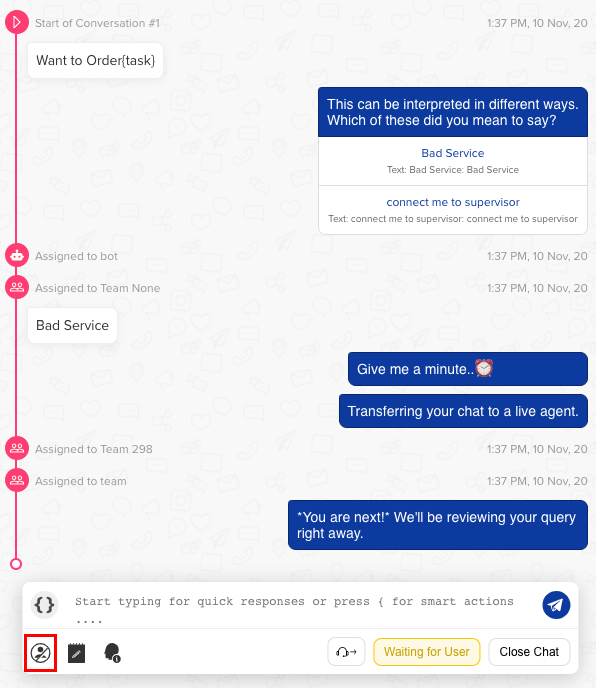 Start of Conversation #1
1:37 PM, 10 Nov, 20
Want to Order{task}
This can be interpreted in different ways.
Which of these did you mean to say?
Bad Service
Text: Bad Service: Bad Service
connect me to supervisor
Text: connect me to supervisor: connect me to supervisor
Assigned to bot
1:37 PM, 10 Nov, 20
Assigned to Team None
1:37 PM, 10 Nov, 20
Bad Service
Give me a minute..⏰
Transferring your chat to a live agent.
Assigned to Team 298
1:37 PM, 10 Nov, 20
Assigned to team
1:37 PM, 10 Nov, 20
*You are next!* We'll be reviewing your query
right away.
{} Start typing for quick responses or press { for smart actions
....
Waiting for User
Close Chat